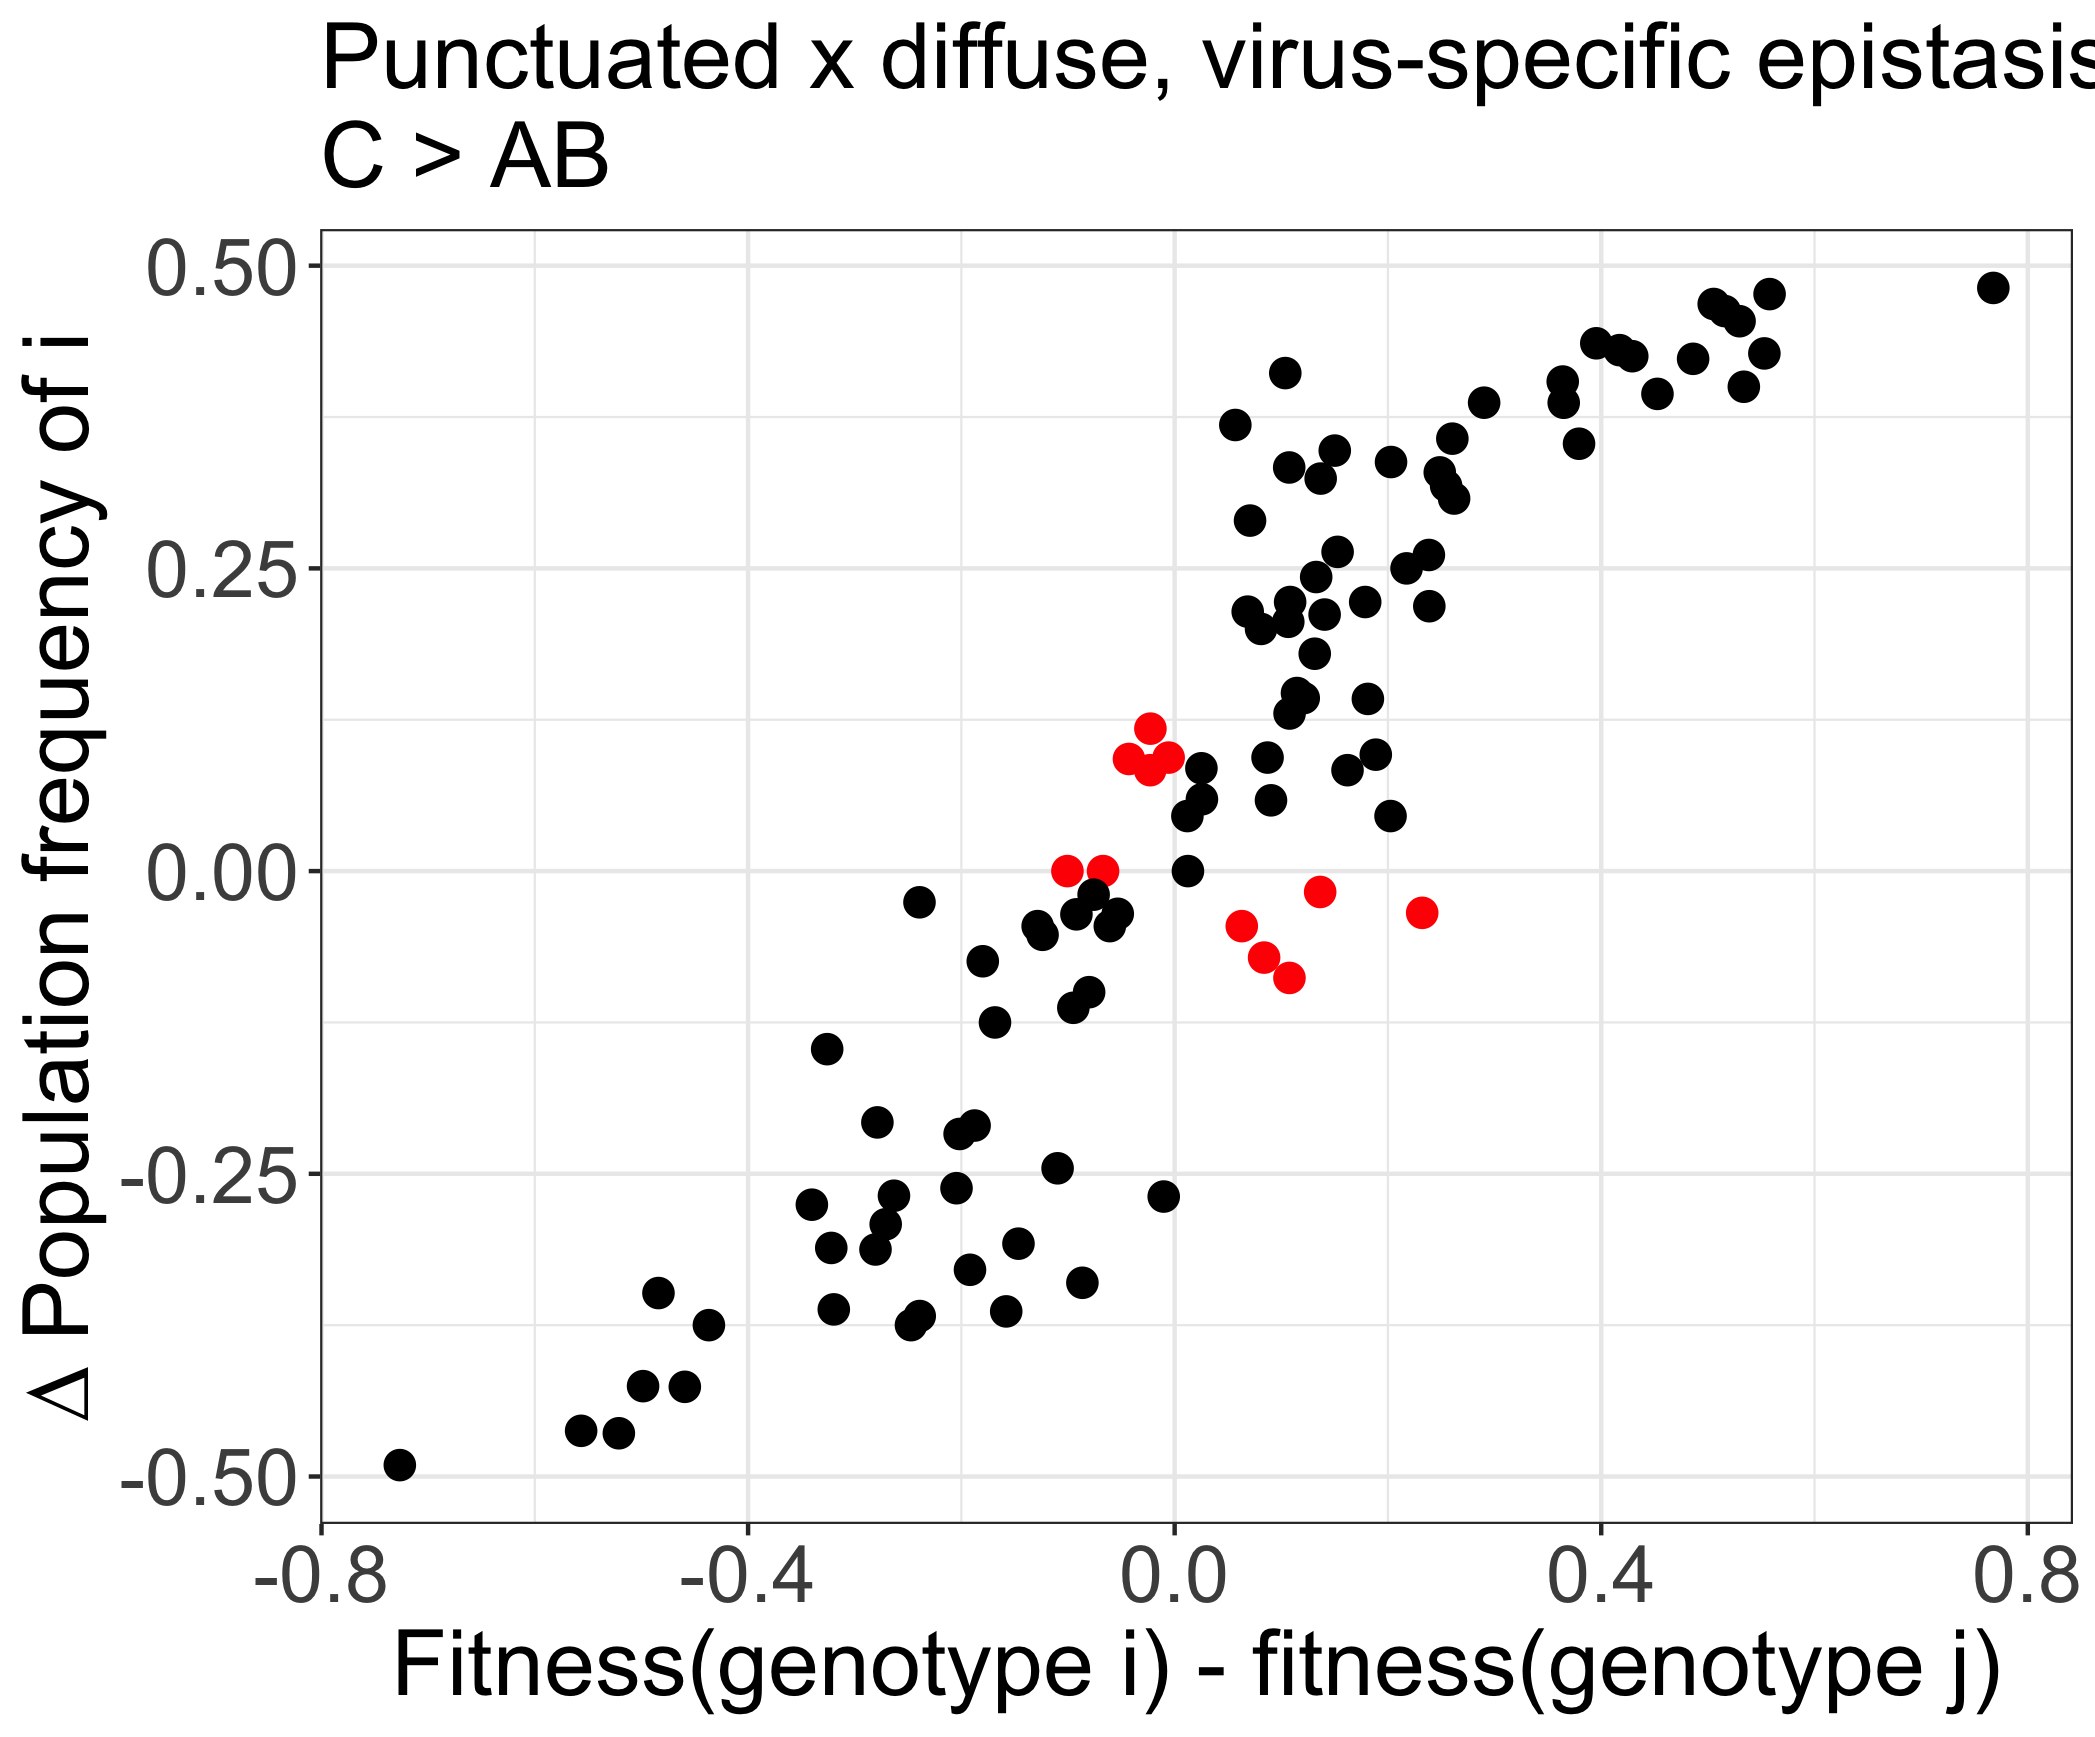 Punctuated x diffuse, virus-specific epistasis
C > AB
Δ Population frequency of i
0.50
0.25
0.00
-0.25
-0.50
-0.8 -0.4 0.0 0.4 0.8
Fitness(genotype i) - fitness(genotype j)